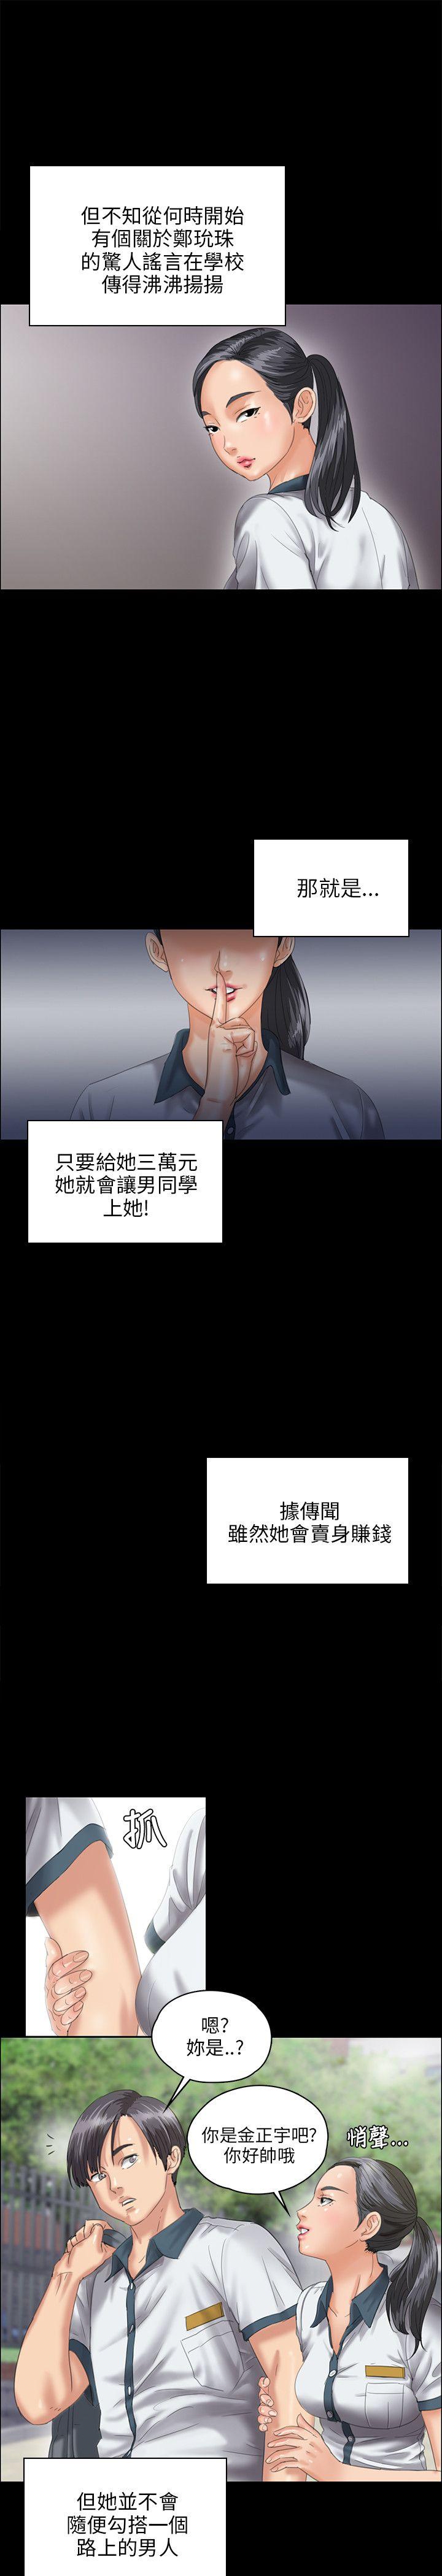 但不知從何時開始
有個關於鄭玧珠
的驚人謠言在學校
傳得沸沸揚揚
那就是...
只要給她三萬元
她就會讓男同學
上她!
據傳聞
雖然她會賣身賺錢
抓
嗯?
妳是..?
你是金正宇吧?
你好帥哦
悄聲...
但她並不會
隨便勾搭一個
路上的男人